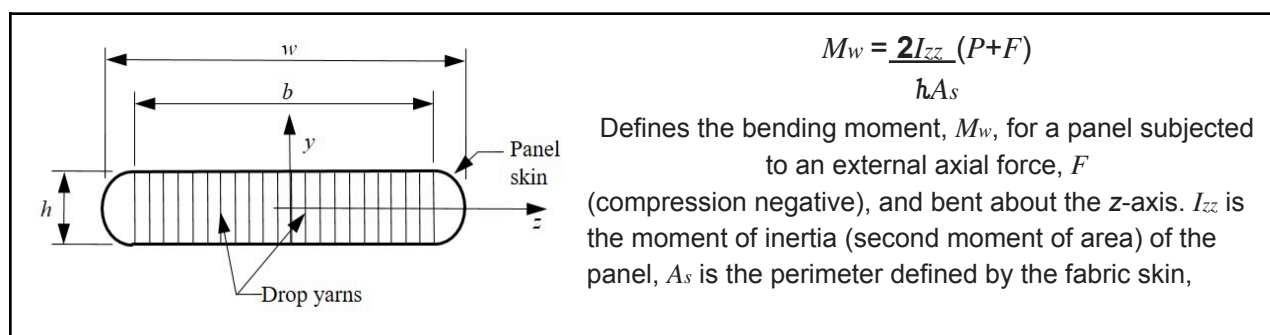 w
b
y
Panel
skin
h
z
Drop yarns
Mw = 2Izz (P+F)
hAs
Defines the bending moment, Mw, for a panel subjected
to an external axial force, F
(compression negative), and bent about the z-axis. Izz is
the moment of inertia (second moment of area) of the
panel, As is the perimeter defined by the fabric skin,